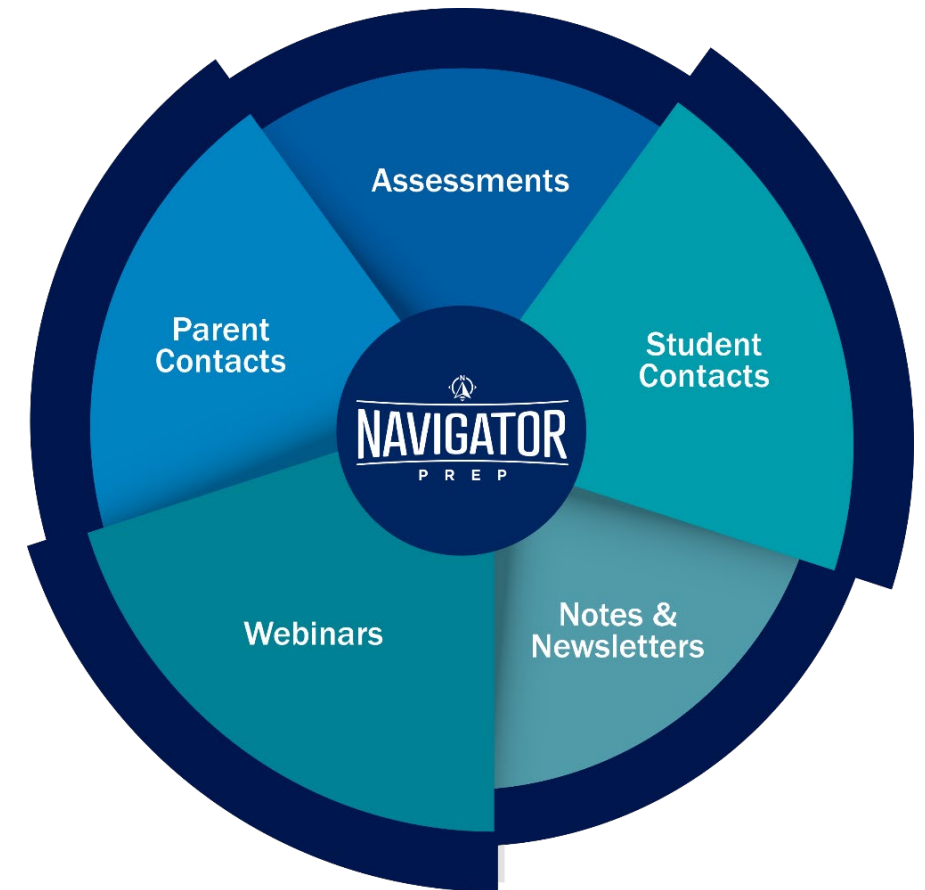 Assessments
Parent
Contacts
Student
Contacts
N
NAVIGATOR
PREP
Webinars
Notes &
Newsletters